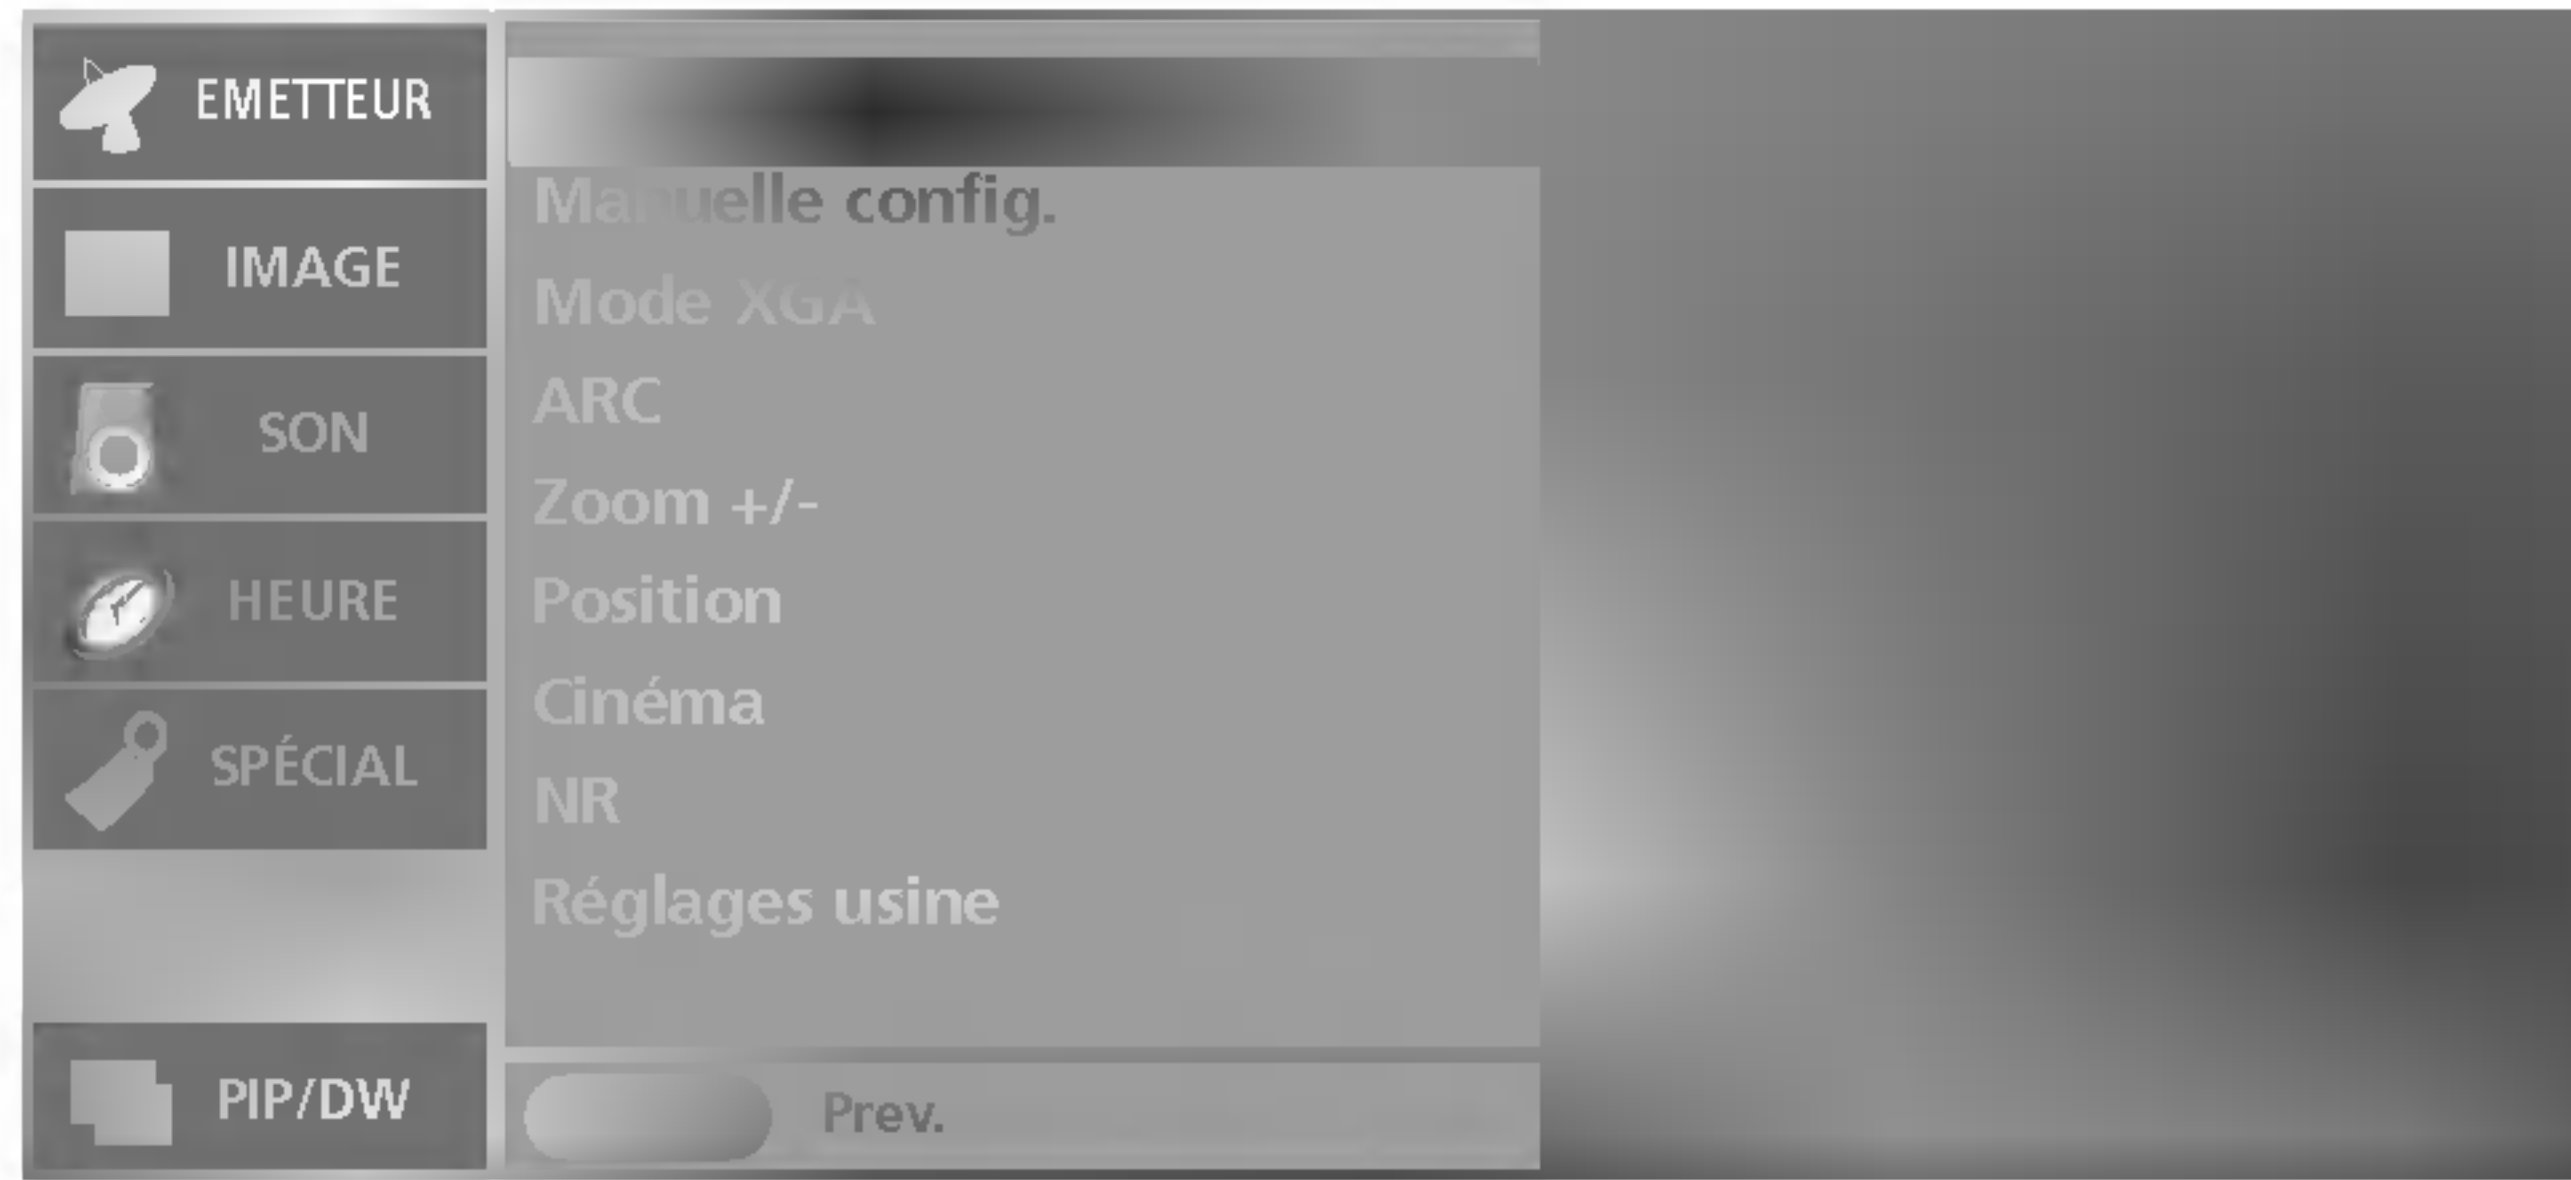 EMETTEUR
IMAGE
SON
HEURE
SPÉCIAL
PIP/DW
Manuelle config.
Mode XGA
ARC
Zoom +/-
Position
Cinéma
NR
Réglages usine
Prev.